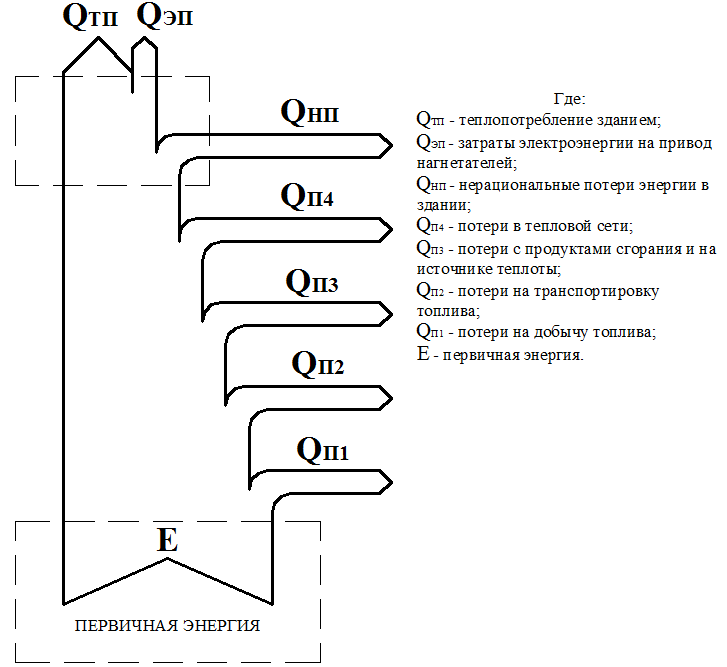 QТП QЭП
QНП
QП4
QП3
QП2
QП1
E
ПЕРВИЧНАЯ ЭНЕРГИЯ
Где:
QТП - теплопотребление зданием;
QЭП - затраты электроэнергии на привод
нагнетателей;
QНП - нерациональные потери энергии в
здании;
QП4 - потери в тепловой сети;
QП3 - потери с продуктами сгорания и на
источнике теплоты;
QП2 - потери на транспортировку
топлива;
QП1 - потери на добычу топлива;
E - первичная энергия.